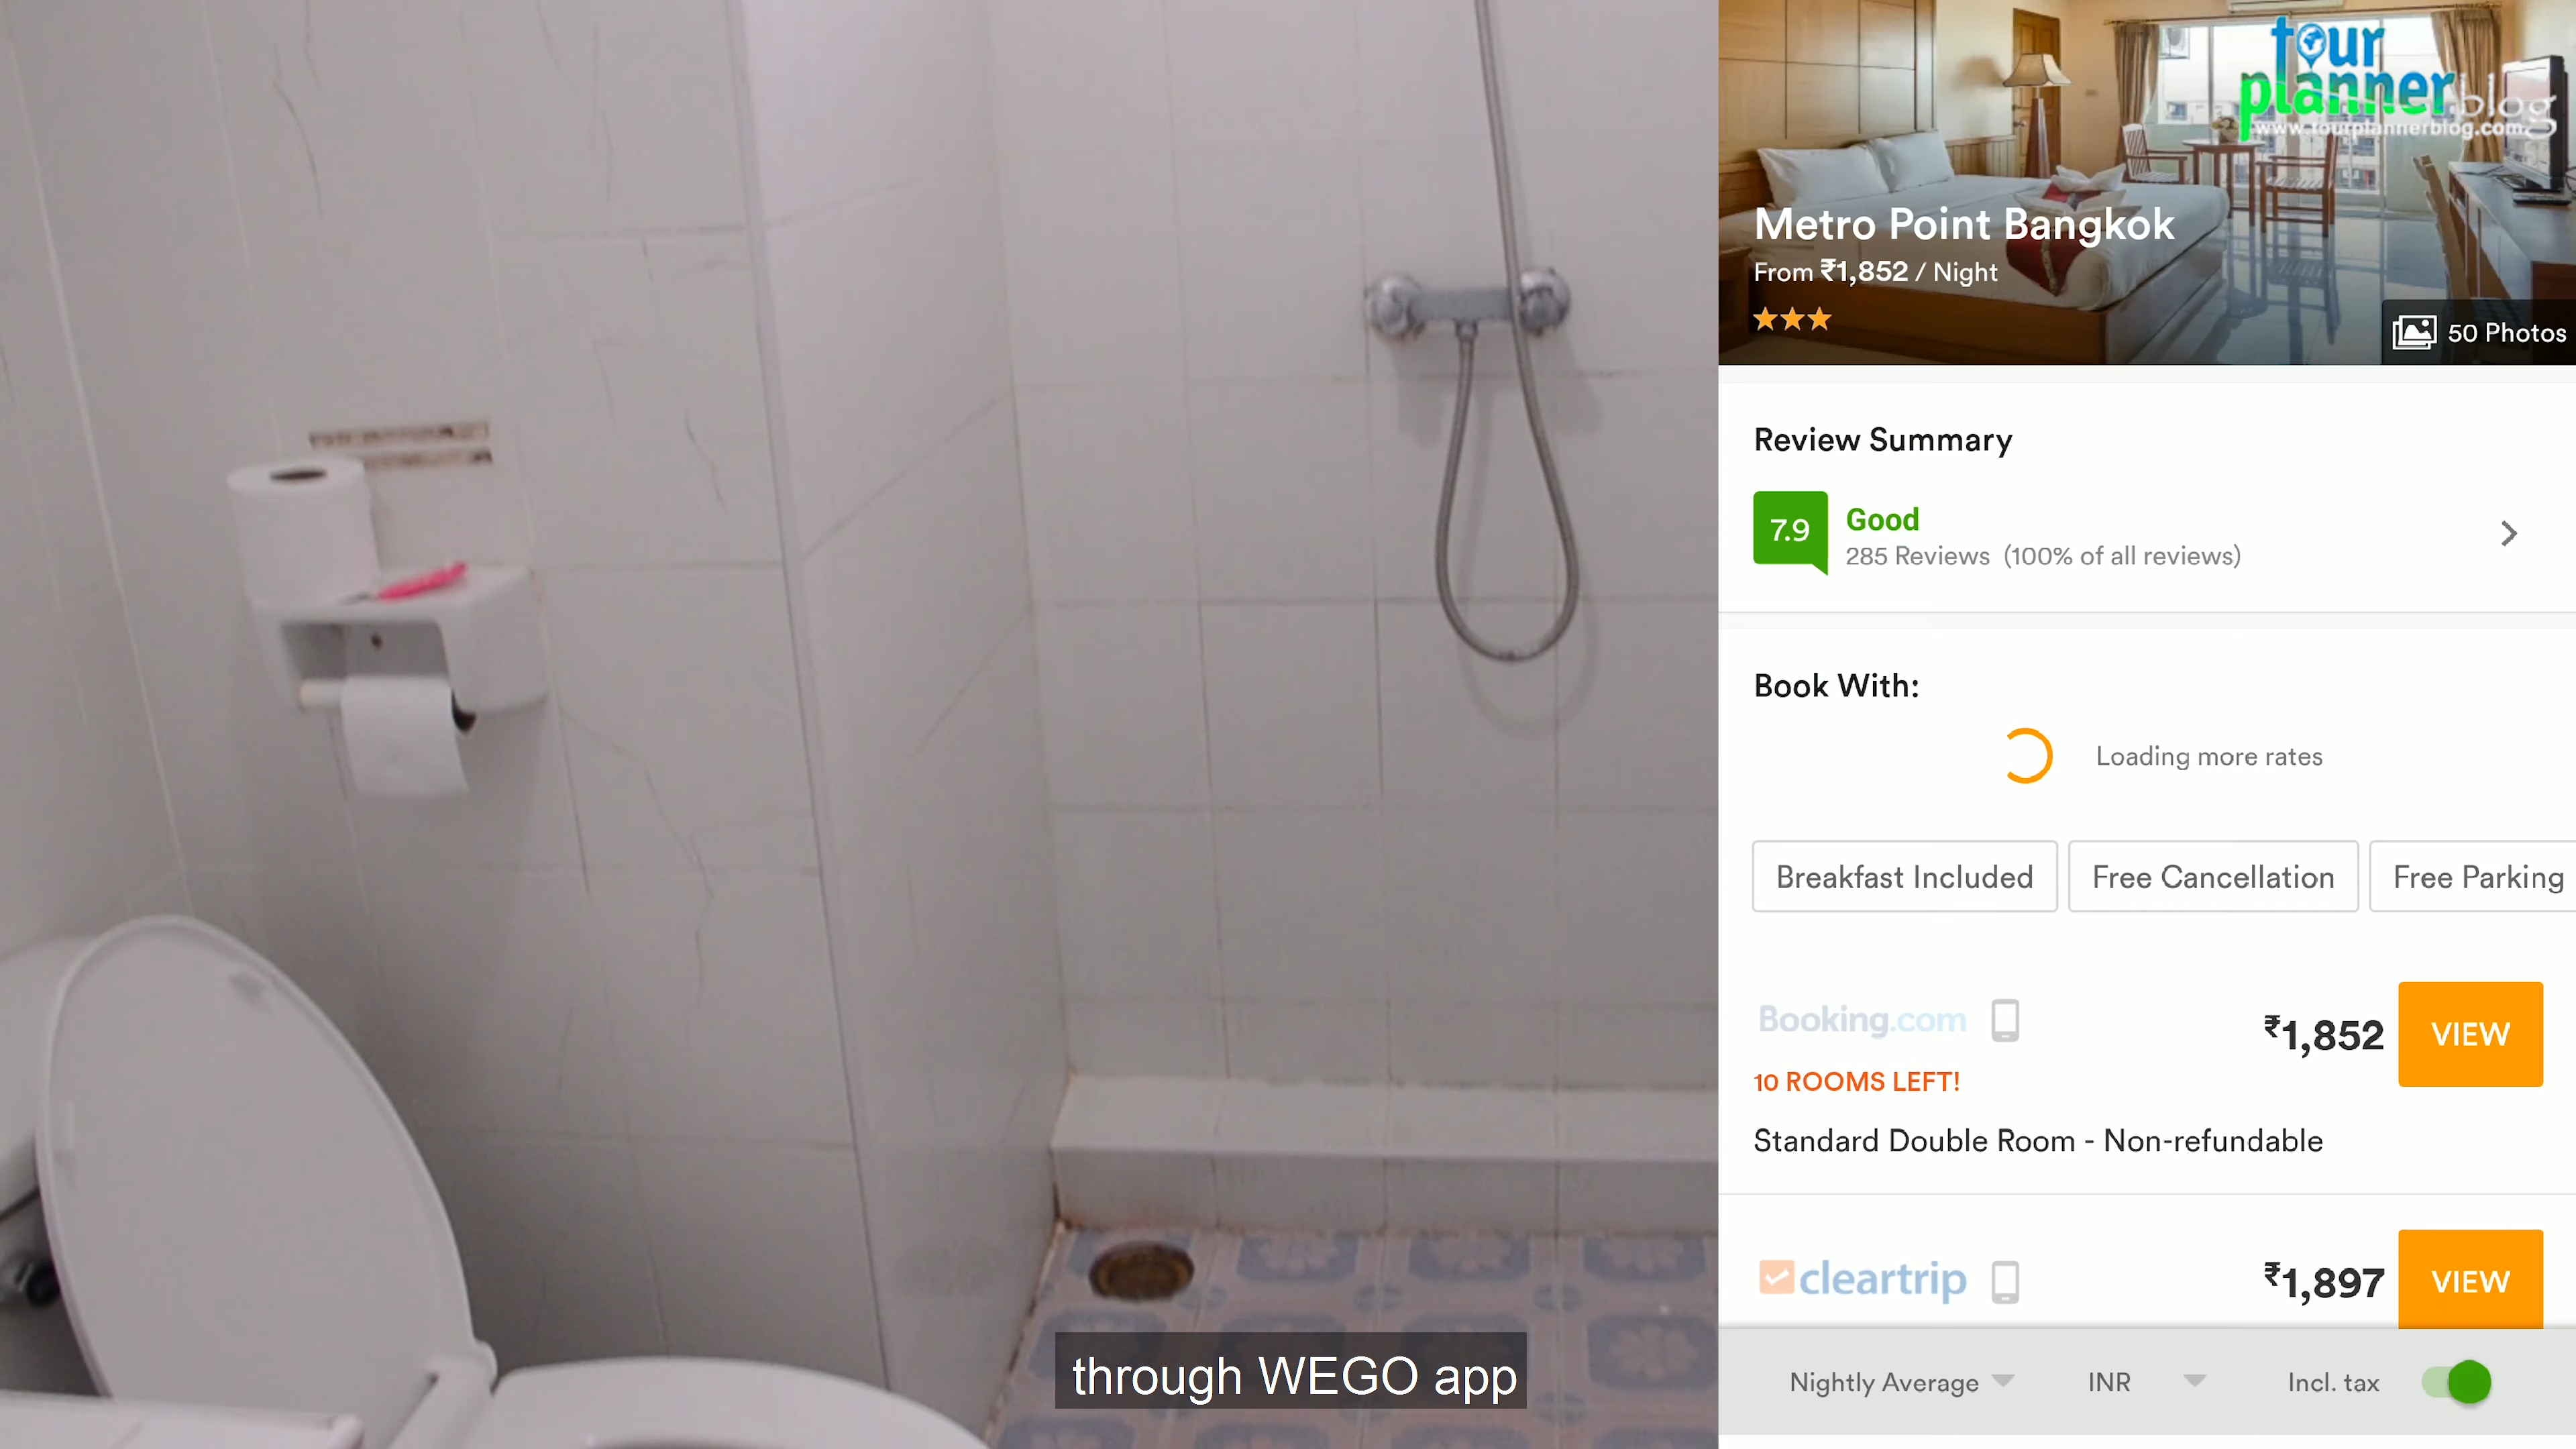 tour
planner blog
www.tourplannerblog.com
Metro Point Bangkok
From ₹1,852 / Night
50 Photos
Review Summary
7.9
Good
285 Reviews (100% of all reviews)
Book With:
Loading more rates
Breakfast Included
Free Cancellation
Free Parking
Booking.com
₹1,852
VIEW
10 ROOMS LEFT!
Standard Double Room - Non-refundable
cleartrip
₹1,897
VIEW
through WEGO app
Nightly Average
INR
Incl. tax